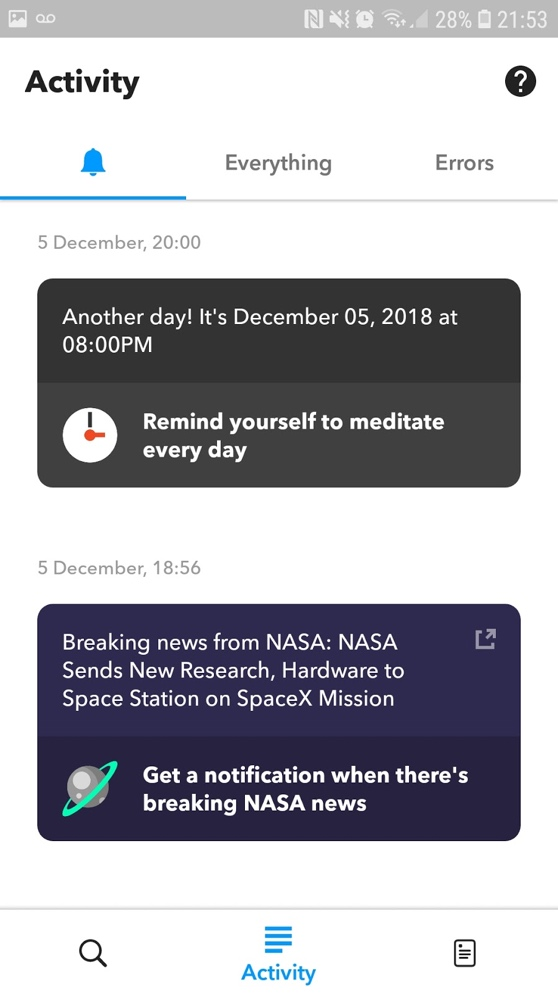 28% 21:53
Activity
Everything
Errors
5 December, 20:00
Another day! It's December 05, 2018 at
08:00PM
Remind yourself to meditate
every day
5 December, 18:56
Breaking news from NASA: NASA
Sends New Research, Hardware to
Space Station on SpaceX Mission
Get a notification when there's
breaking NASA news
Activity